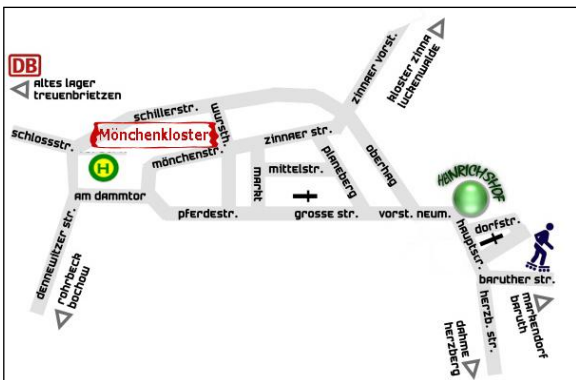 DB
Altes lager
treuenbrietzen
schlossstr.
schillerstr.
wursth.
Mönchenkloster
mönchenstr.
zinnaer str.
zinnaer vorst.
kloster zinna
luckenwalde
H
am dammtor
mittelstr.
markt
planeberg
oberhag
pferdestr.
grosse str.
vorst. neum.
HEINRICHSHOF
dorfstr.
hauptstr.
baruther str.
dennewitzer str.
rohrbeck
bochow
herzb. str.
markendorf
baruth
dahme
herzberg